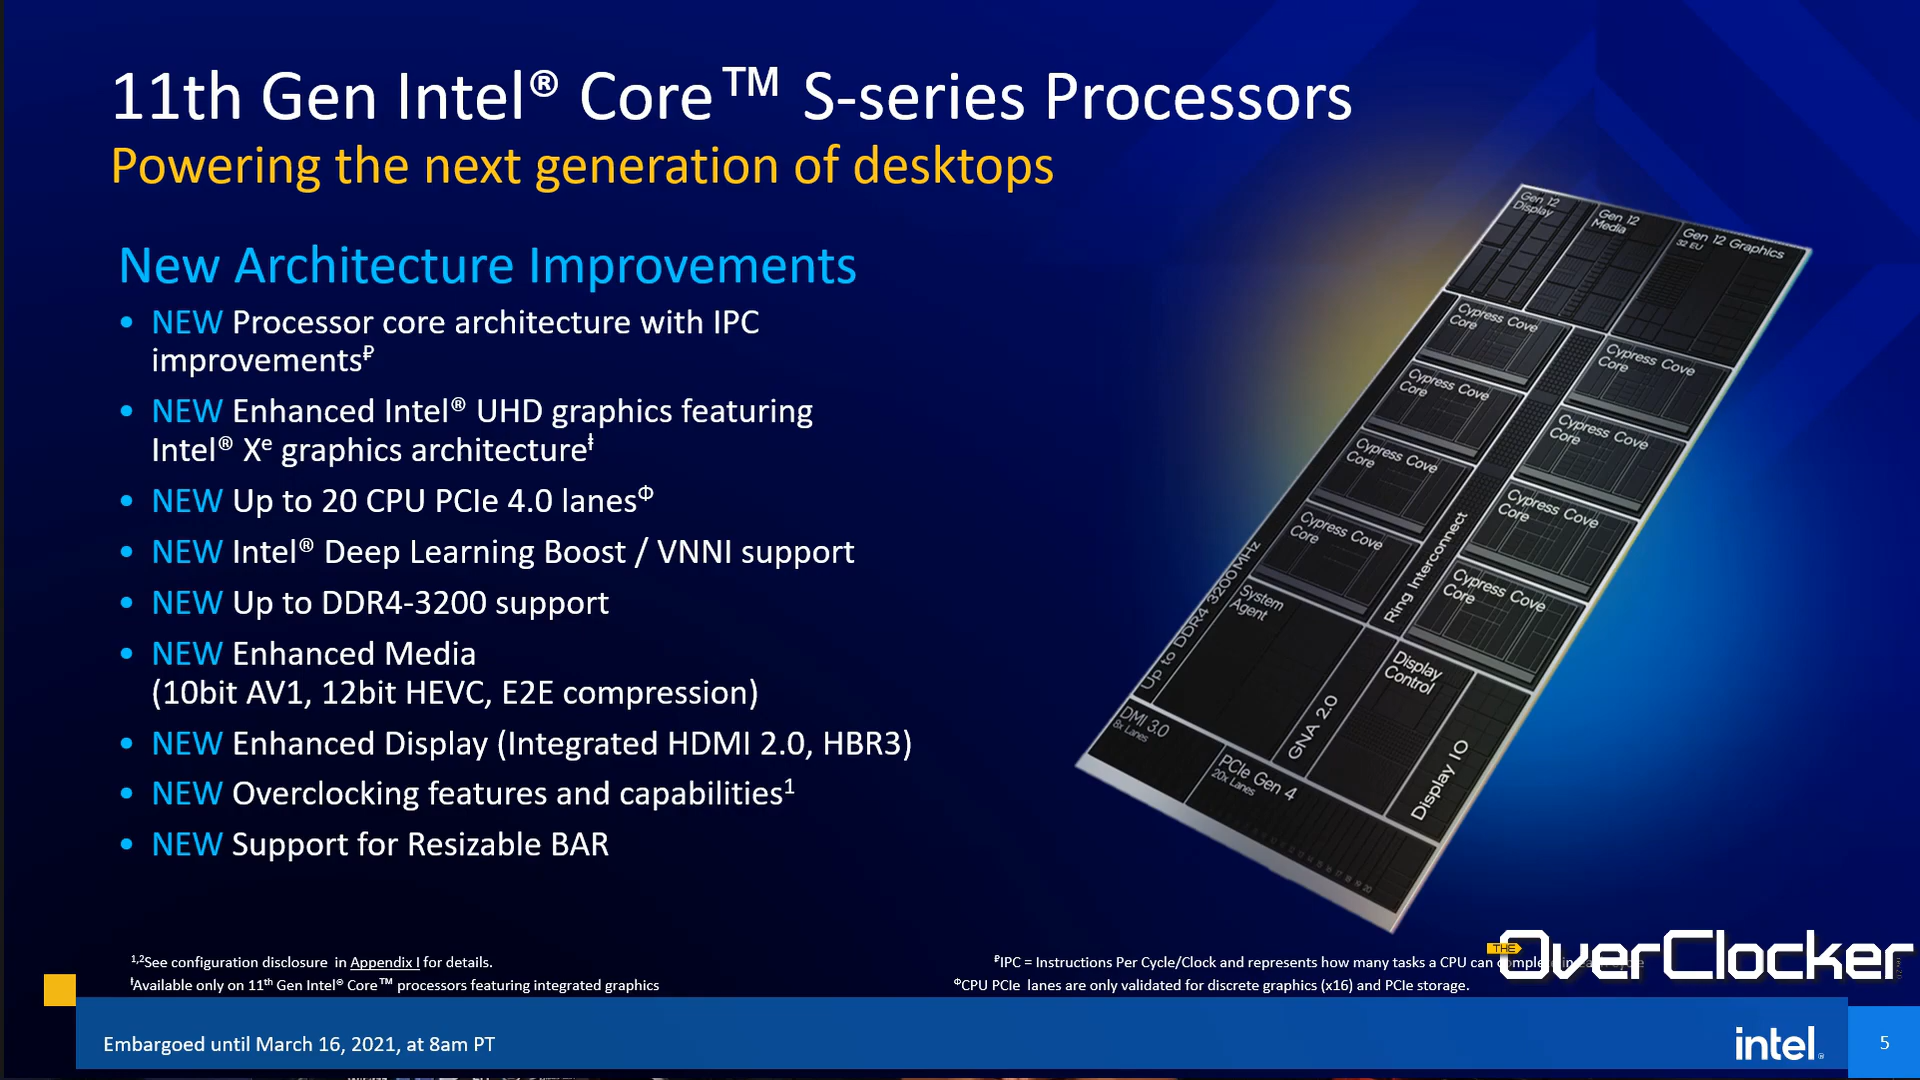 11th Gen Intel® Core™ S-series Processors
Powering the next generation of desktops
New Architecture Improvements
• NEW Processor core architecture with IPC
improvements₽
• NEW Enhanced Intel® UHD graphics featuring
Intel® Xᵉ graphics architectureƗ
• NEW Up to 20 CPU PCIe 4.0 lanesΦ
• NEW Intel® Deep Learning Boost / VNNI support
• NEW Up to DDR4-3200 support
• NEW Enhanced Media
(10bit AV1, 12bit HEVC, E2E compression)
• NEW Enhanced Display (Integrated HDMI 2.0, HBR3)
• NEW Overclocking features and capabilities¹
• NEW Support for Resizable BAR
Gen 12
Display
Gen 12
Media
Gen 12 Graphics
32 EU
Cypress Cove
Core
Cypress Cove
Core
Cypress Cove
Core
Cypress Cove
Core
Cypress Cove
Core
Cypress Cove
Core
Cypress Cove
Core
Cypress Cove
Core
Ring Interconnect
Up to DDR4 3200MHz
System
Agent
GNA 2.0
Display
Control
Display IO
DMI 3.0
8x Lanes
PCIe Gen 4
20x Lanes
¹,²See configuration disclosure in Appendix I for details.
ƗAvailable only on 11ᵗʰ Gen Intel® Core™ processors featuring integrated graphics
₽IPC = Instructions Per Cycle/Clock and represents how many tasks a CPU can
ΦCPU PCIe lanes are only validated for discrete graphics (x16) and PCIe storage.
THE OverClocker
Embargoed until March 16, 2021, at 8am PT
intel.
5